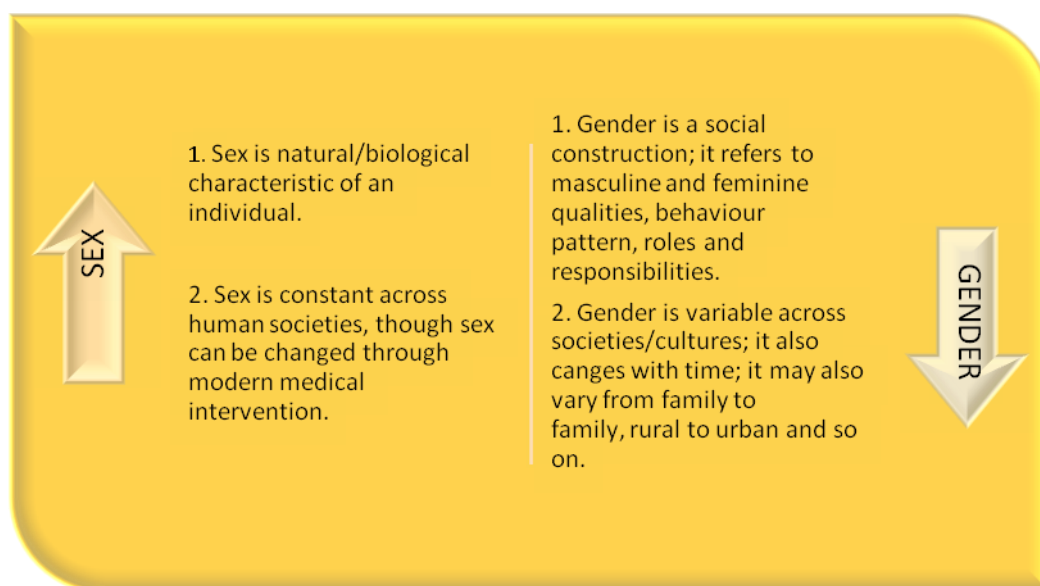 SEX
1. Sex is natural/biological
characteristic of an
individual.
2. Sex is constant across
human societies, though sex
can be changed through
modern medical
intervention.
1. Gender is a social
construction; it refers to
masculine and feminine
qualities, behaviour
pattern, roles and
responsibilities.
2. Gender is variable across
societies/cultures; it also
canges with time; it may also
vary from family to
family, rural to urban and so
on.
GENDER